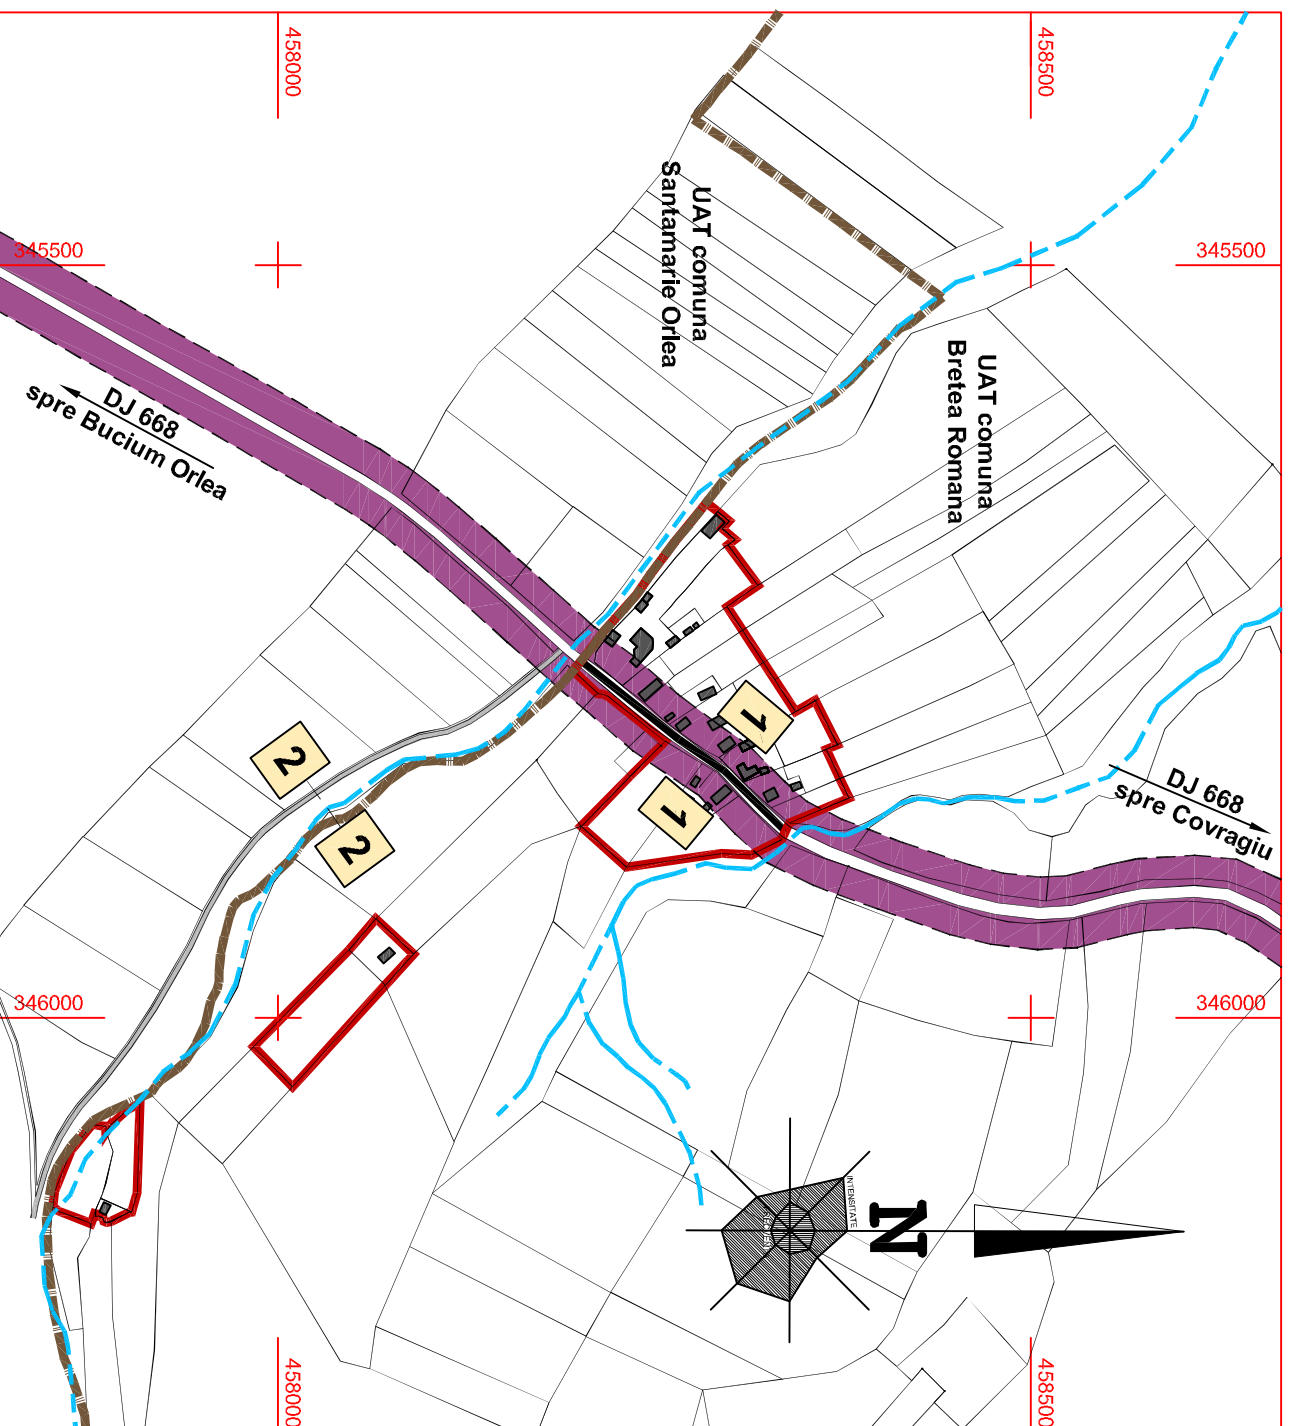 458000
458500
345500
345500
UAT comuna
Santamarie Orlea
UAT comuna
Bretea Romana
DJ 668
spre Bucium Orlea
1
2
1
2
DJ 668
spre Covragiu
346000
346000
INTENSITATE
N
458000
458500